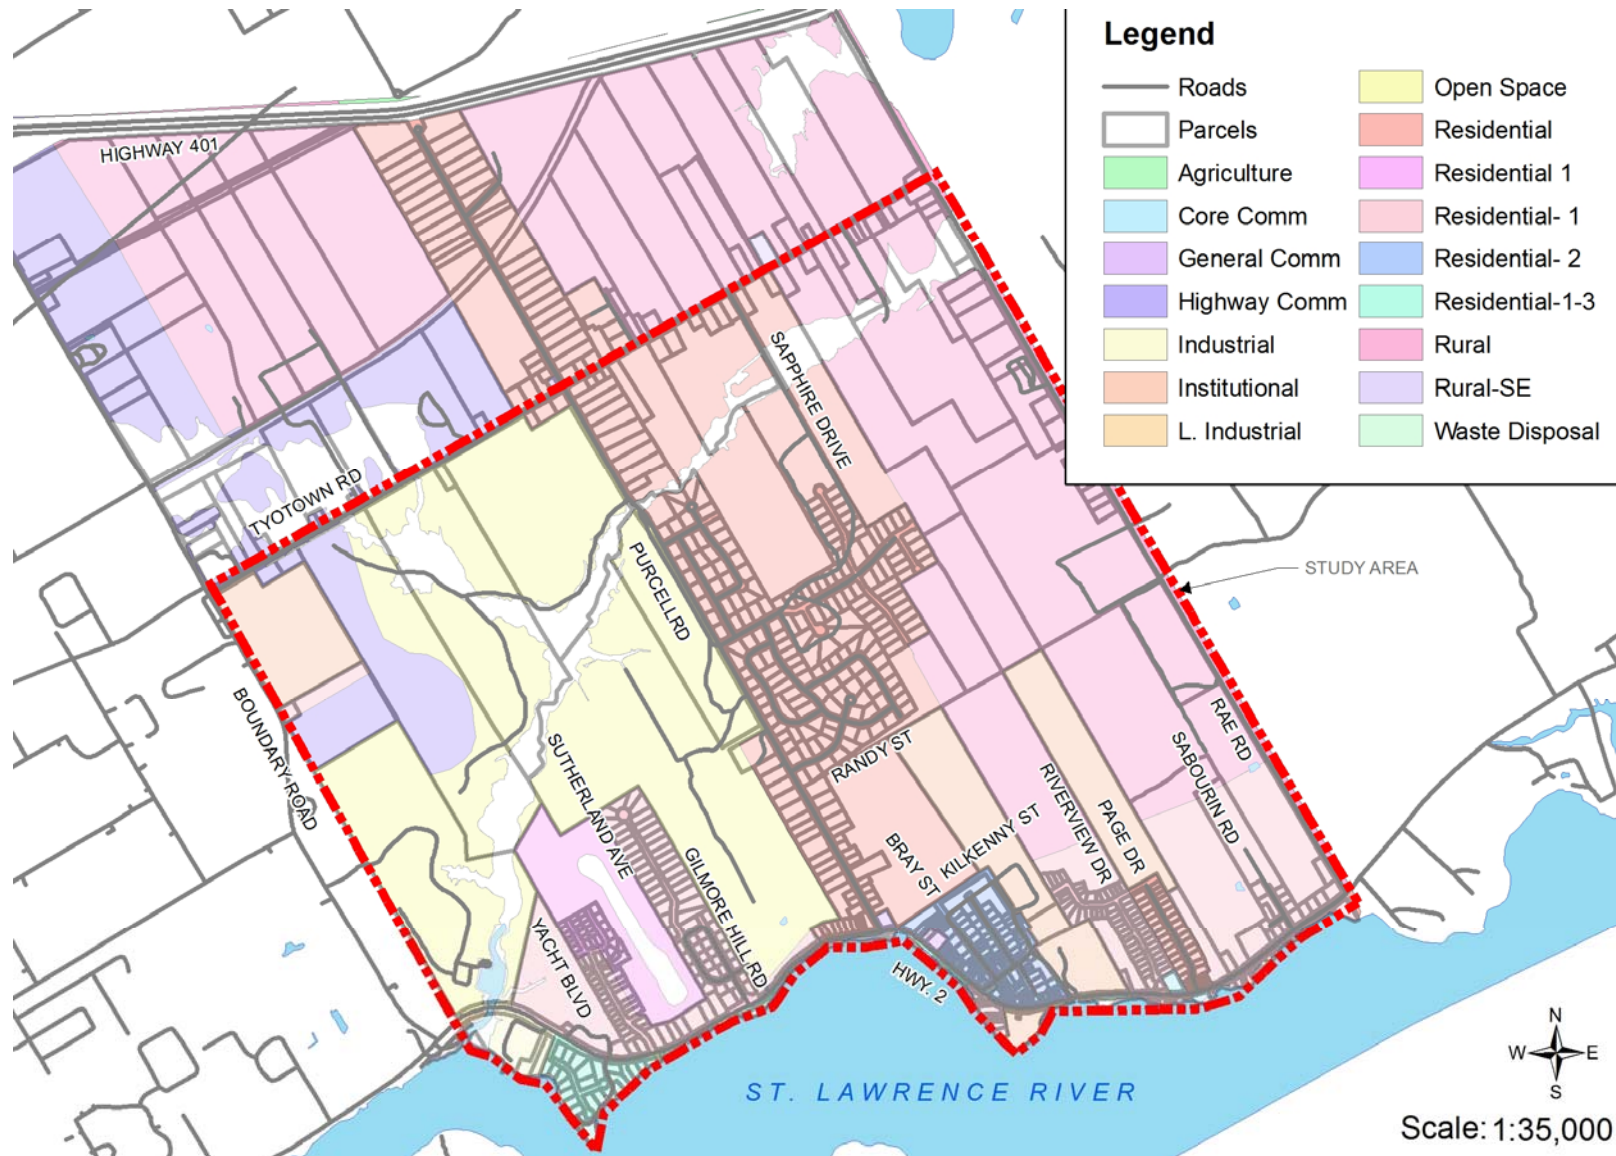 Legend
Roads
Parcels
Agriculture
Core Comm
General Comm
Highway Comm
Industrial
Institutional
L. Industrial
Open Space
Residential
Residential 1
Residential- 1
Residential- 2
Residential-1-3
Rural
Rural-SE
Waste Disposal
HIGHWAY 401
SAPPHIRE DRIVE
TYOTOWN RD
PURCELL RD
STUDY AREA
BOUNDARY ROAD
SUTHERLAND AVE
RANDY ST
RAE RD
SABOURIN RD
RIVERVIEW DR
PAGE DR
KILKENNY ST
BRAY ST
GILMORE HILL RD
YACHT BLVD
HWY. 2
ST. LAWRENCE RIVER
N
W E
S
Scale: 1:35,000